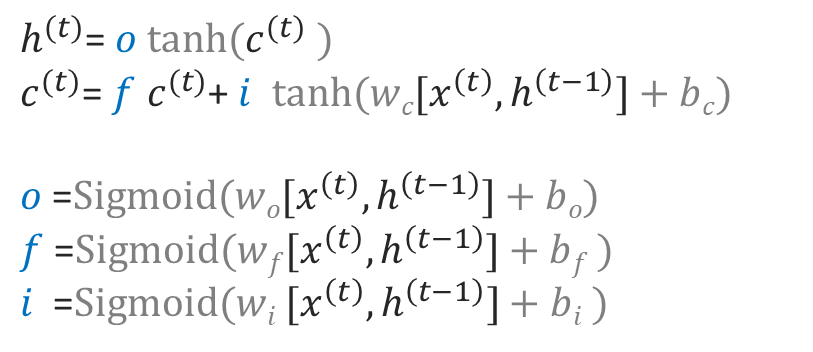 h^(t)= o tanh(c^(t) )
c^(t)= f c^(t)+ i tanh(w_c[x^(t), h^(t−1)] + b_c)
o =Sigmoid(w_o[x^(t), h^(t−1)] + b_o)
f =Sigmoid(w_f[x^(t), h^(t−1)] + b_f )
i =Sigmoid(w_i [x^(t), h^(t−1)] + b_i )